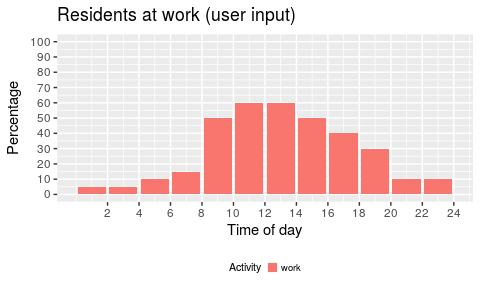 Residents at work (user input)
100
90
80
70
60
50
40
30
20
10
0
Percentage
2 4 6 8 10 12 14 16 18 20 22 24
Time of day
Activity work